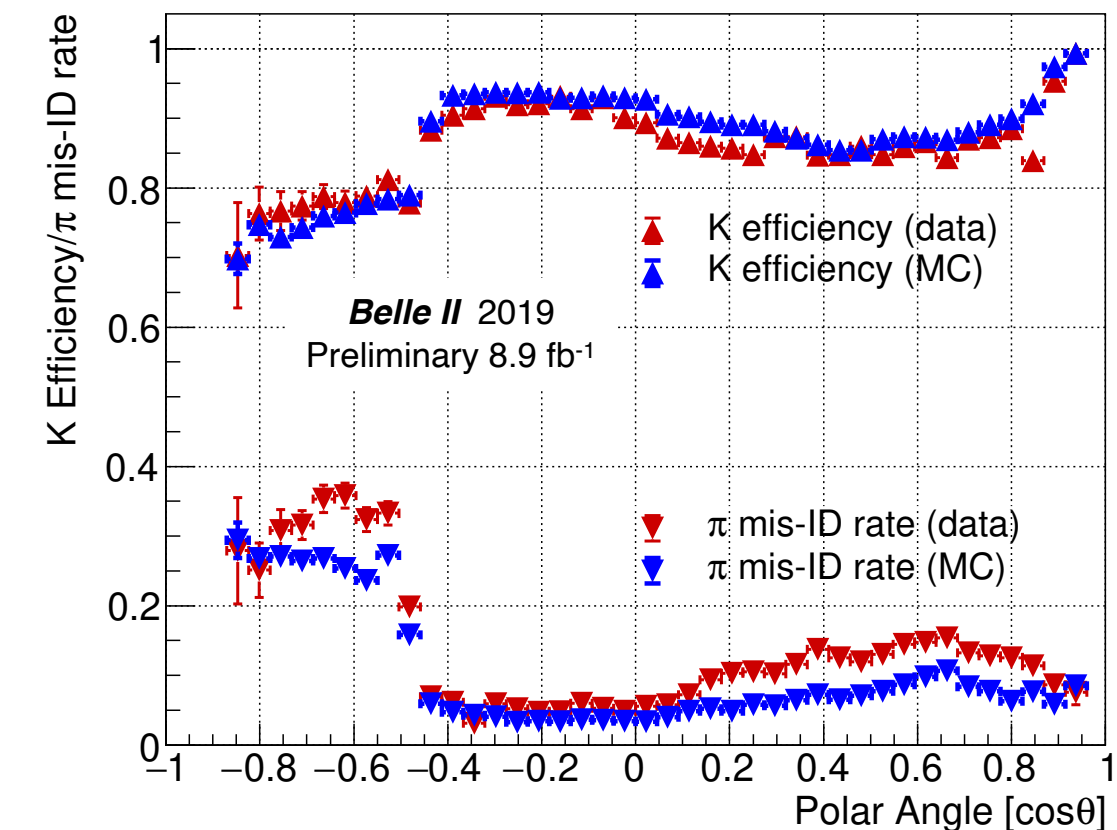 K Efficiency/π mis-ID rate
1
0.8
0.6
0.4
0.2
0
K efficiency (data)
K efficiency (MC)
Belle II 2019
Preliminary 8.9 fb⁻¹
π mis-ID rate (data)
π mis-ID rate (MC)
−1 −0.8 −0.6 −0.4 −0.2 0 0.2 0.4 0.6 0.8 1
Polar Angle [cosθ]